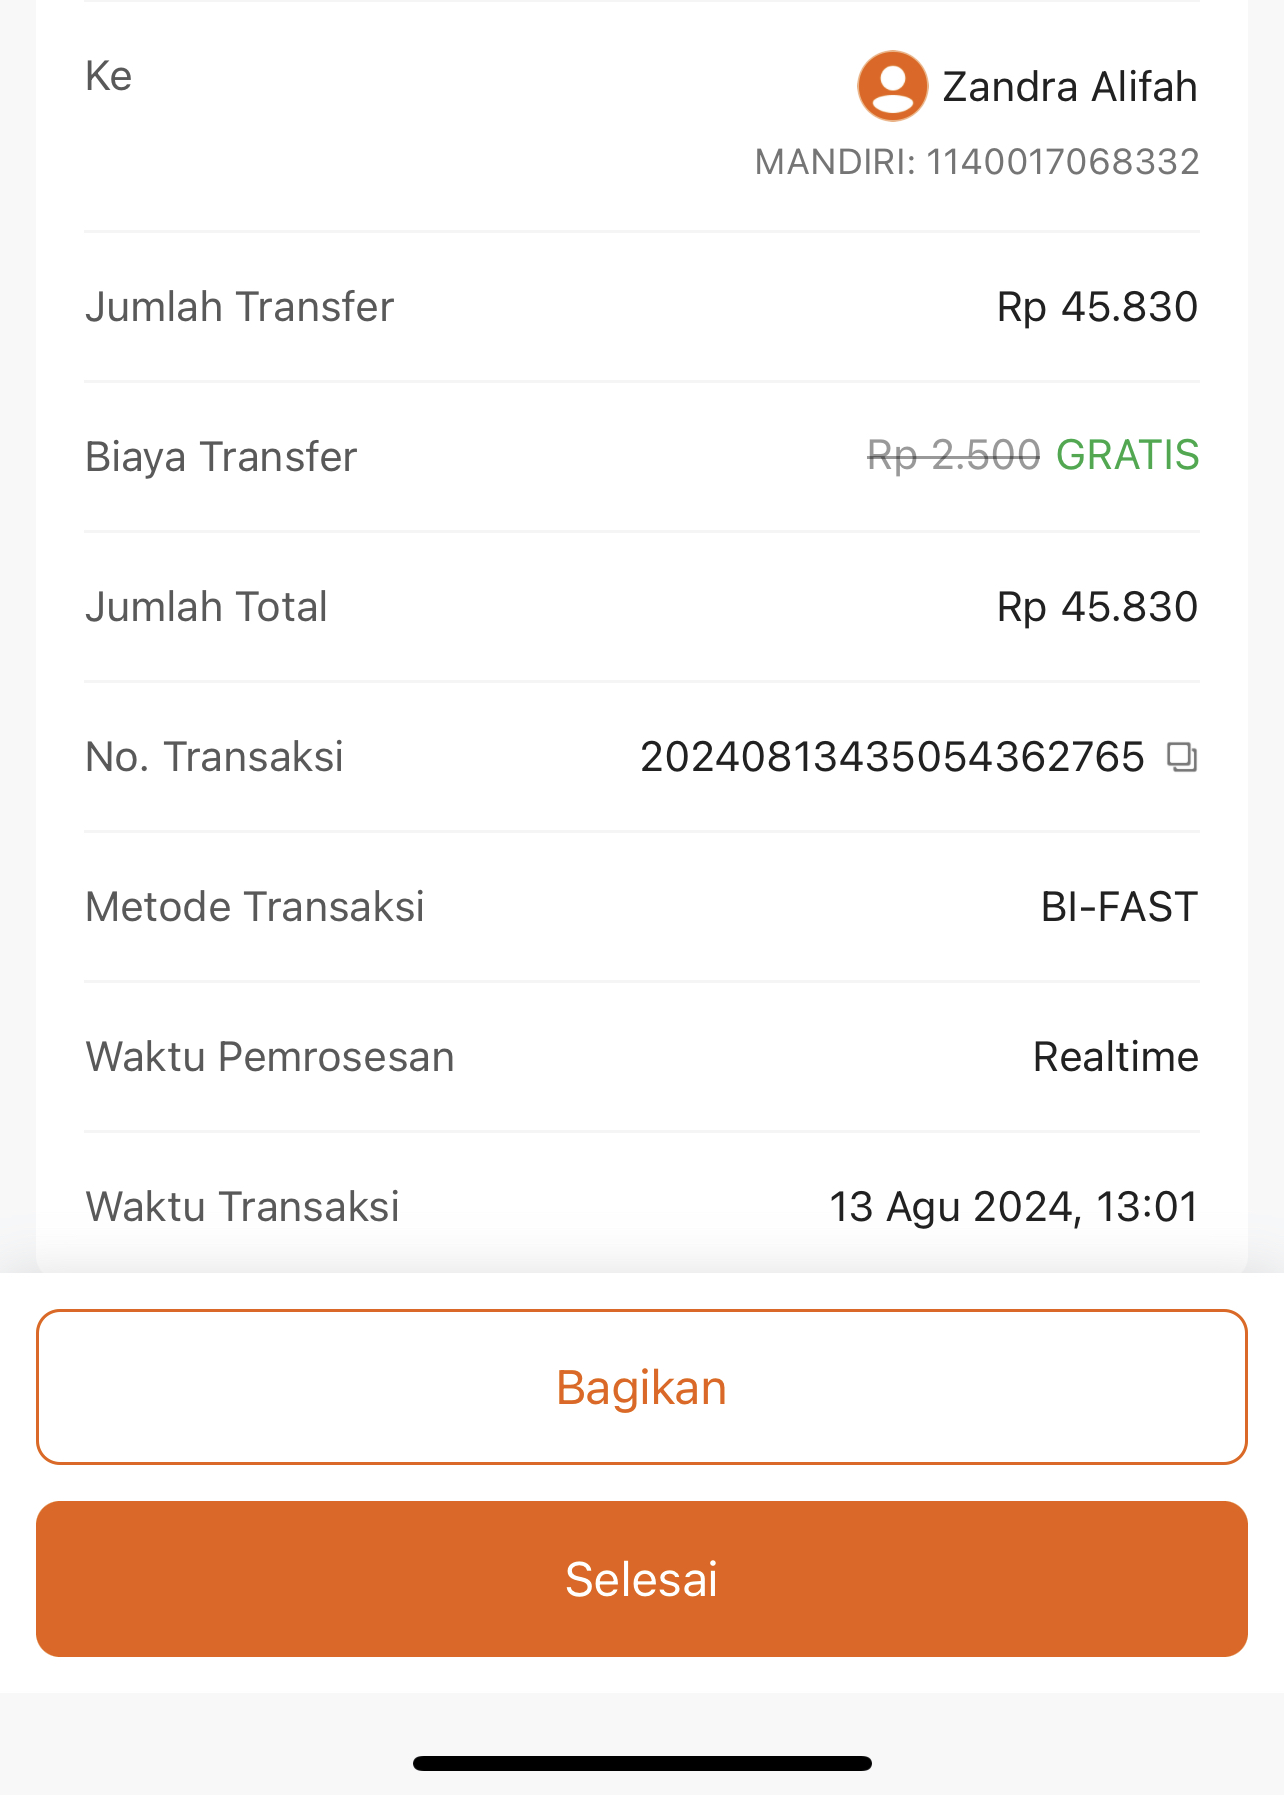 Ke
Zandra Alifah
MANDIRI: 1140017068332
Jumlah Transfer Rp 45.830
Biaya Transfer Rp 2.500 GRATIS
Jumlah Total Rp 45.830
No. Transaksi 20240813435054362765
Metode Transaksi BI-FAST
Waktu Pemrosesan Realtime
Waktu Transaksi 13 Agu 2024, 13:01
Bagikan
Selesai